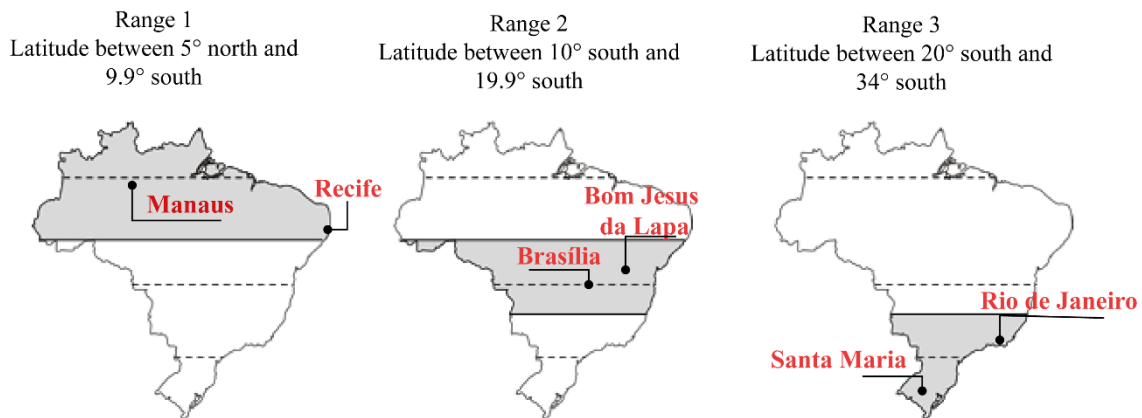 Range 1
Latitude between 5° north and
9.9° south
Range 2
Latitude between 10° south and
19.9° south
Range 3
Latitude between 20° south and
34° south
Manaus
Recife
Bom Jesus
da Lapa
Brasília
Rio de Janeiro
Santa Maria